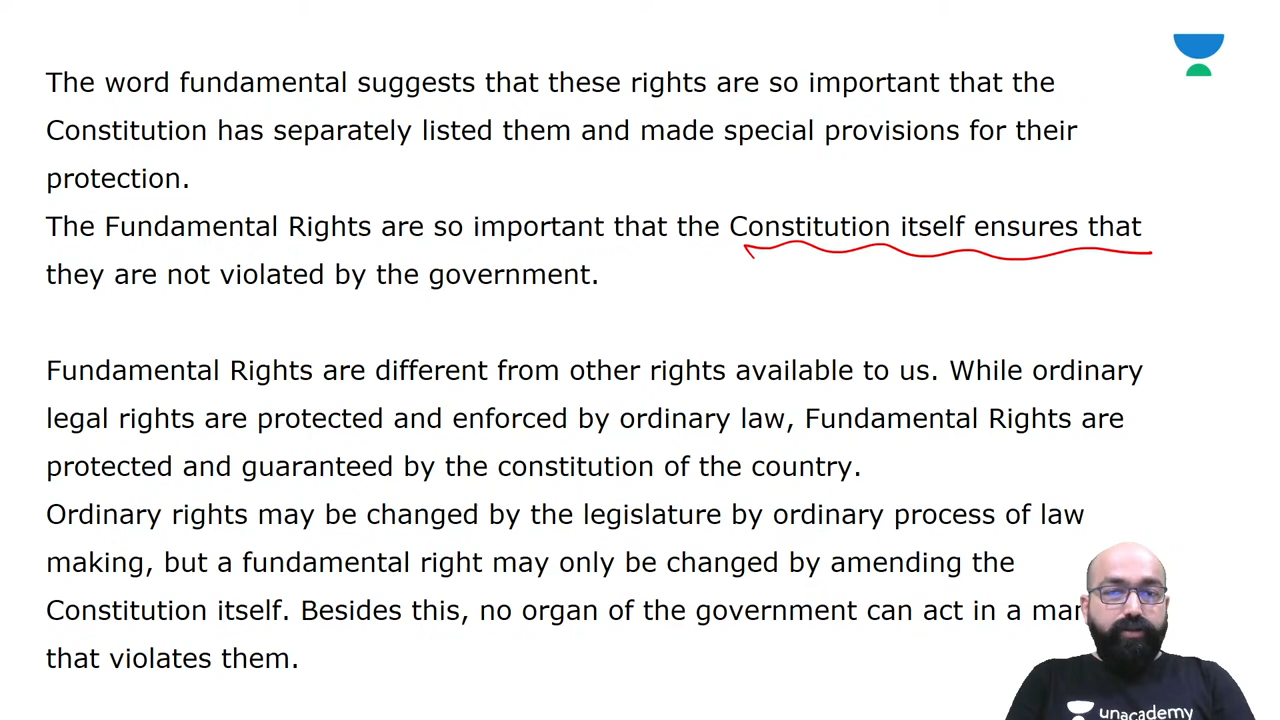 The word fundamental suggests that these rights are so important that the
Constitution has separately listed them and made special provisions for their
protection.
The Fundamental Rights are so important that the Constitution itself ensures that
they are not violated by the government.
Fundamental Rights are different from other rights available to us. While ordinary
legal rights are protected and enforced by ordinary law, Fundamental Rights are
protected and guaranteed by the constitution of the country.
Ordinary rights may be changed by the legislature by ordinary process of law
making, but a fundamental right may only be changed by amending the
Constitution itself. Besides this, no organ of the government can act in a
that violates them.
unacademy